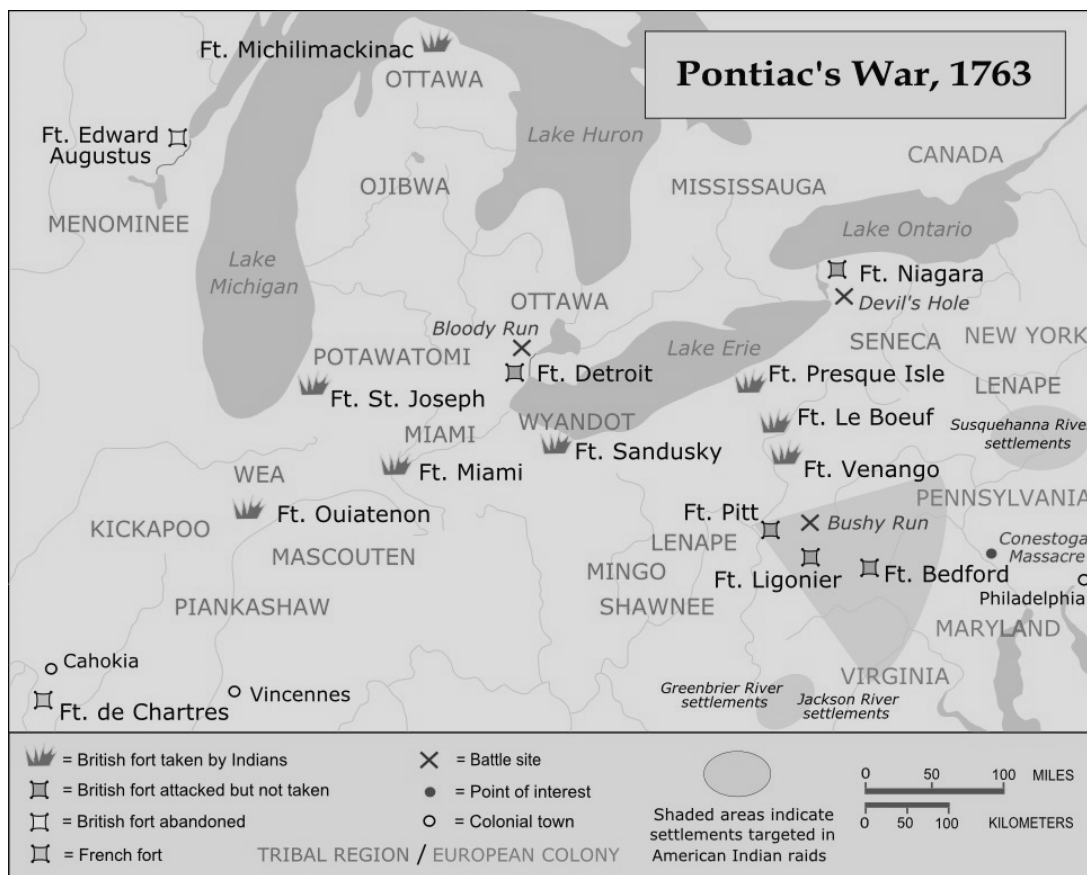 Pontiac's War, 1763
Ft. Michilimackinac
OTTAWA
Lake Huron
Ft. Edward
Augustus
CANADA
OJIBWA
MISSISSAUGA
MENOMINEE
Lake Ontario
Lake
Michigan
Ft. Niagara
OTTAWA
Devil's Hole
Bloody Run
Lake Erie
SENECA
NEW YORK
POTAWATOMI
Ft. Detroit
Ft. Presque Isle
LENAPE
Ft. St. Joseph
WYANDOT
Ft. Le Boeuf
Susquehanna River
settlements
MIAMI
Ft. Sandusky
Ft. Miami
Ft. Venango
WEA
PENNSYLVANIA
Ft. Ouiatenon
Ft. Pitt
KICKAPOO
Bushy Run
LENAPE
Conestoga
Massacre
MASCOUTEN
MINGO
Ft. Ligonier
Ft. Bedford
Philadelphia
PIANKASHAW
SHAWNEE
MARYLAND
Cahokia
VIRGINIA
Vincennes
Greenbrier River
settlements
Jackson River
settlements
Ft. de Chartres
= British fort taken by Indians
= British fort attacked but not taken
= British fort abandoned
= French fort
= Battle site
= Point of interest
= Colonial town
TRIBAL REGION / EUROPEAN COLONY
Shaded areas indicate
settlements targeted in
American Indian raids
0 50 100 MILES
0 50 100 KILOMETERS